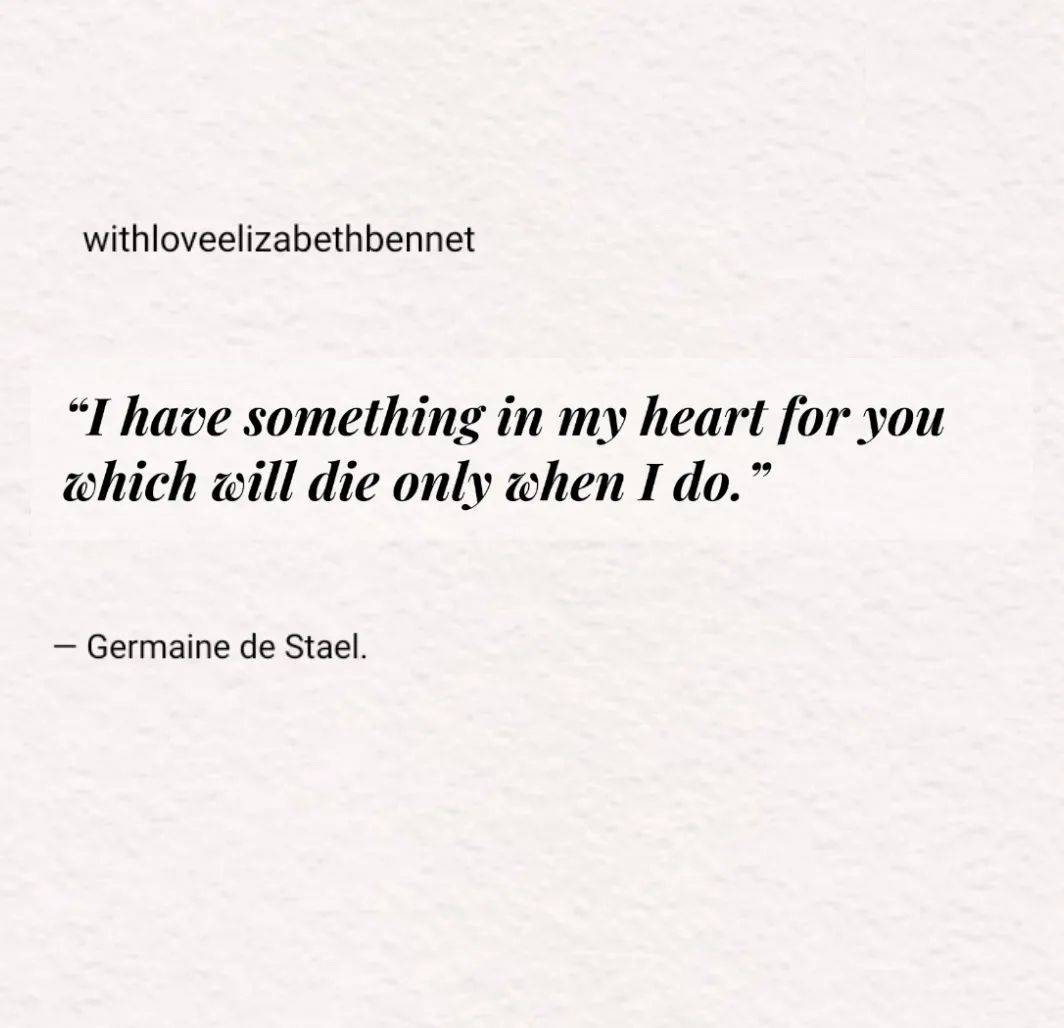 withloveelizabethbennet
“I have something in my heart for you
which will die only when I do.”
— Germaine de Stael.